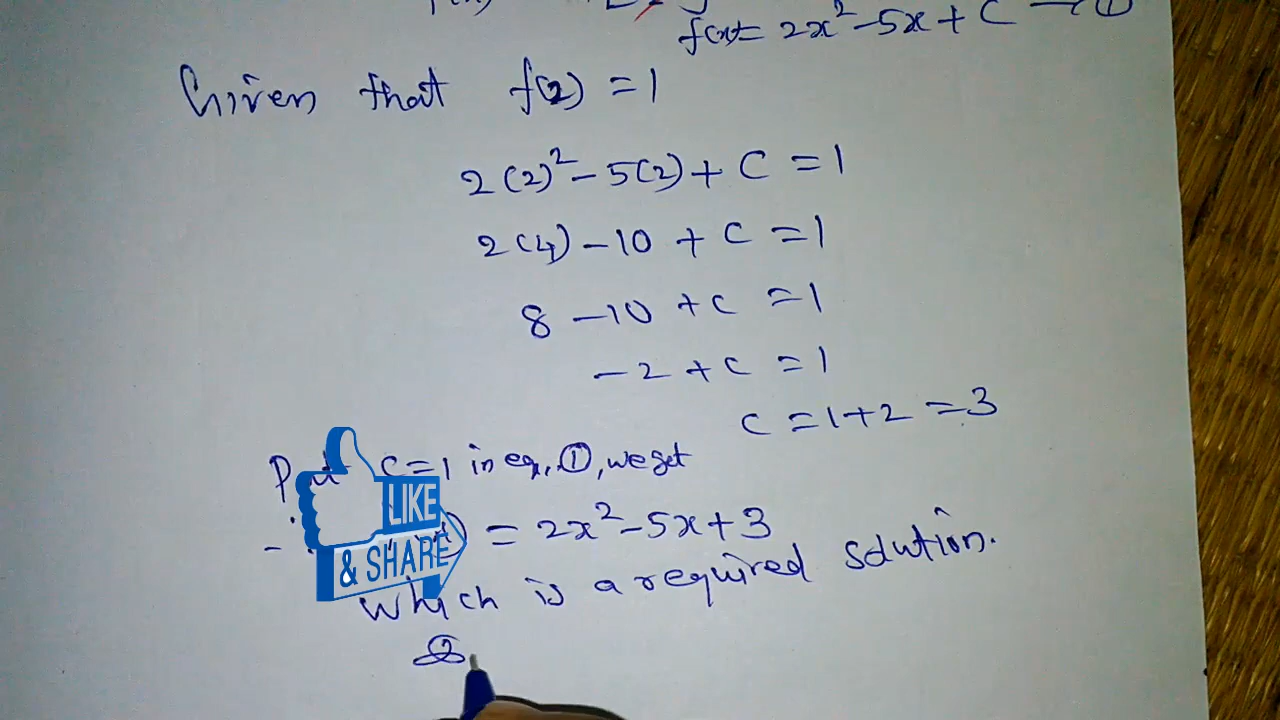 f(x)= 2x²-5x+C → ①
Given that f(2) = 1
2(2)²-5(2)+C = 1
2(4)-10+C = 1
8-10+C = 1
-2+C = 1
C = 1+2 = 3
Put C=1 in eq, ①, we get
= 2x²-5x+3
which is a required solution.
LIKE
& SHARE